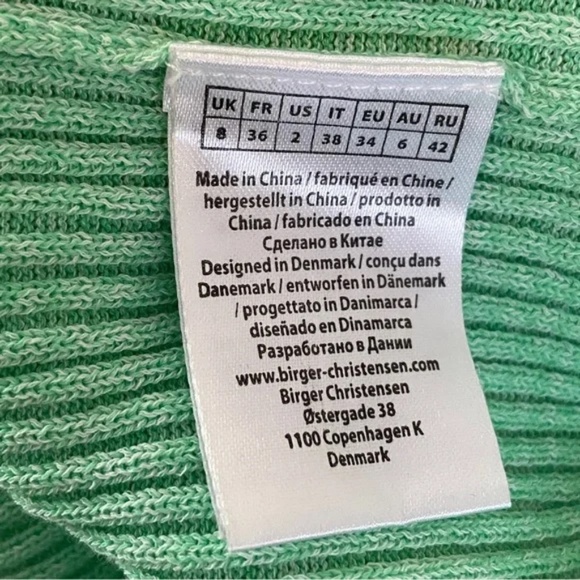 UK FR US IT EU AU RU
8 36 2 38 34 6 42
Made in China / fabriqué en Chine /
hergestellt in China / prodotto in
China / fabricado en China
Сделано в Китае
Designed in Denmark / conçu dans
Danemark / entworfen in Dänemark
/ progettato in Danimarca /
diseñado en Dinamarca
Разработано в Дании
www.birger-christensen.com
Birger Christensen
Østergade 38
1100 Copenhagen K
Denmark